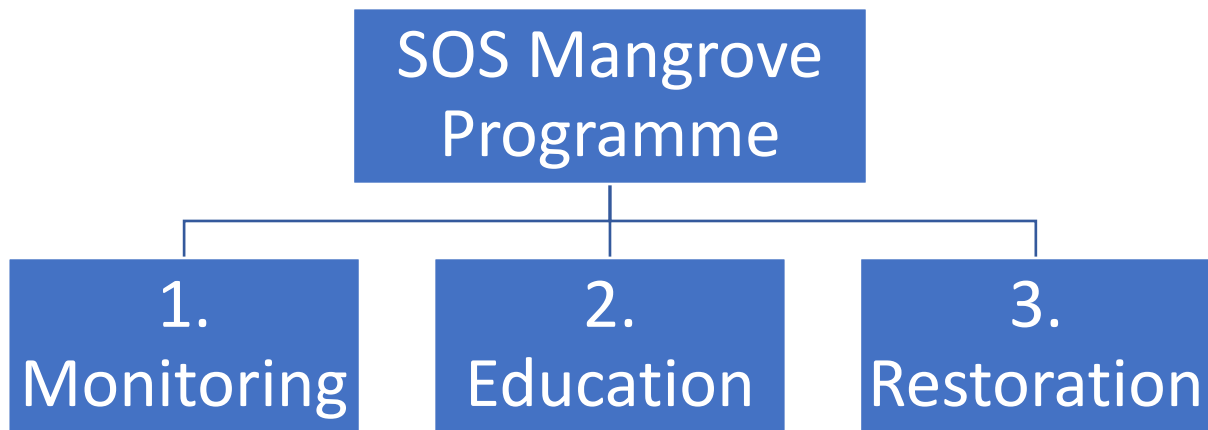 SOS Mangrove
Programme
1.
Monitoring
2.
Education
3.
Restoration